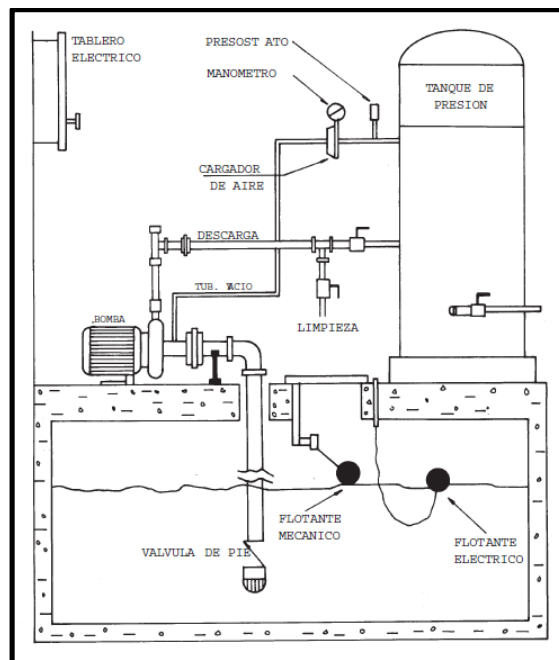 TABLERO
ELECTRICO
PRESOST ATO
MANOMETRO
TANQUE DE
PRESION
CARGADOR
DE AIRE
DESCARGA
TUB. VACIO
BOMBA
LIMPIEZA
FLOTANTE
MECANICO
VALVULA DE PIE
FLOTANTE
ELECTRICO